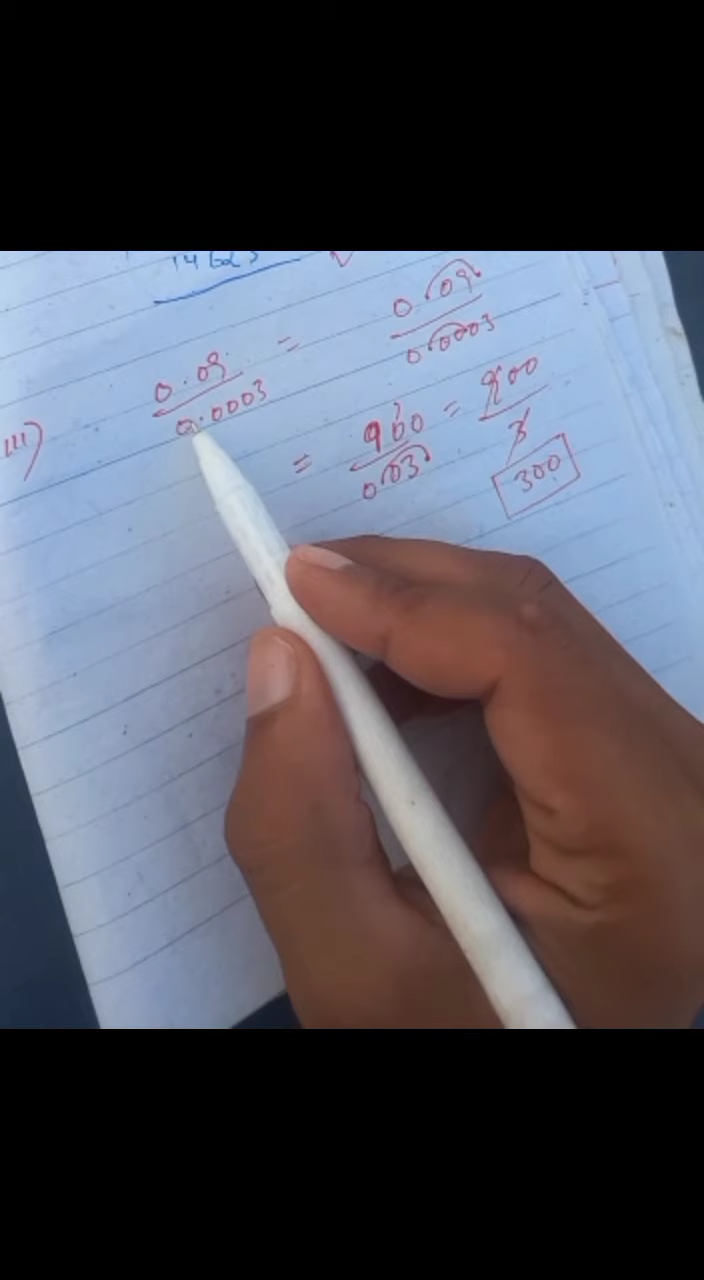 III) 0.09 / 0.0003 = 0.09 / 0.0003
= 900 / 0.03 = 900 / 3
300